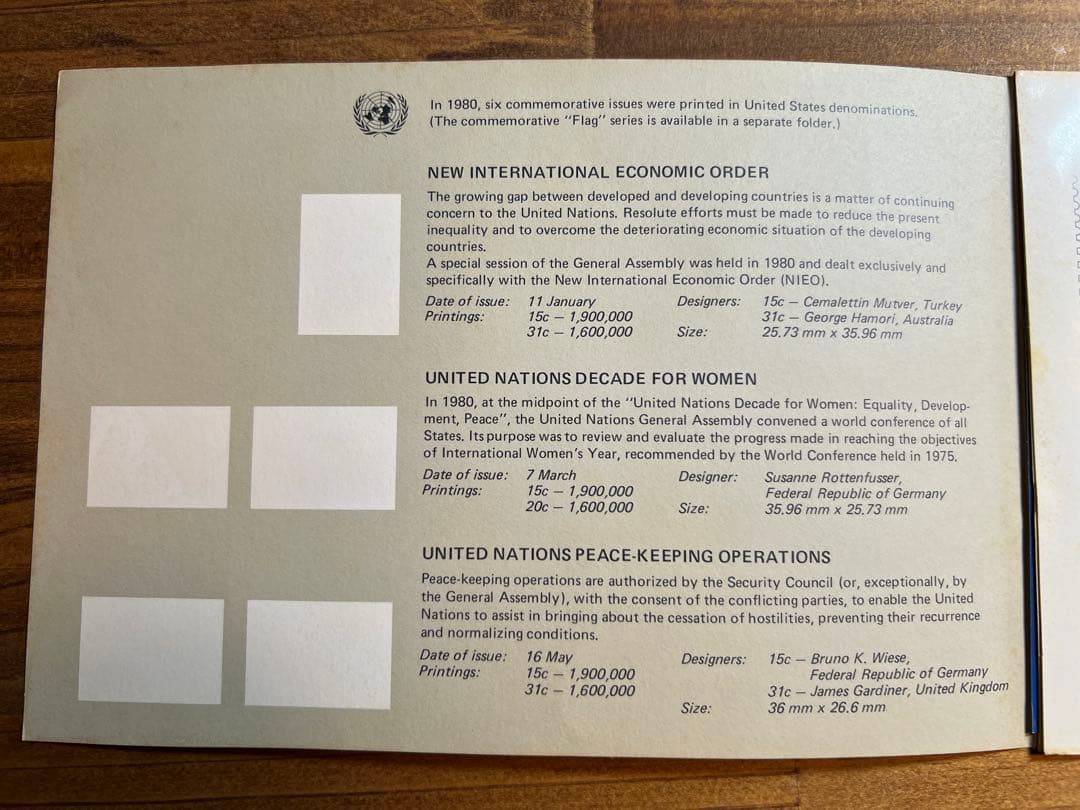 In 1980, six commemorative issues were printed in United States denominations.
(The commemorative "Flag" series is available in a separate folder.)
NEW INTERNATIONAL ECONOMIC ORDER
The growing gap between developed and developing countries is a matter of continuing
concern to the United Nations. Resolute efforts must be made to reduce the present
inequality and to overcome the deteriorating economic situation of the developing
countries.
A special session of the General Assembly was held in 1980 and dealt exclusively and
specifically with the New International Economic Order (NIEO).
Date of issue: 11 January Designers: 15c — Cemalettin Mutver, Turkey
Printings: 15c — 1,900,000 31c — George Hamori, Australia
31c — 1,600,000 Size: 25.73 mm x 35.96 mm
UNITED NATIONS DECADE FOR WOMEN
In 1980, at the midpoint of the "United Nations Decade for Women: Equality, Develop-
ment, Peace", the United Nations General Assembly convened a world conference of all
States. Its purpose was to review and evaluate the progress made in reaching the objectives
of International Women's Year, recommended by the World Conference held in 1975.
Date of issue: 7 March Designer: Susanne Rottenfusser,
Printings: 15c — 1,900,000 Federal Republic of Germany
20c — 1,600,000 Size: 35.96 mm x 25.73 mm
UNITED NATIONS PEACE-KEEPING OPERATIONS
Peace-keeping operations are authorized by the Security Council (or, exceptionally, by
the General Assembly), with the consent of the conflicting parties, to enable the United
Nations to assist in bringing about the cessation of hostilities, preventing their recurrence
and normalizing conditions.
Date of issue: 16 May Designers: 15c — Bruno K. Wiese,
Printings: 15c — 1,900,000 Federal Republic of Germany
31c — 1,600,000 31c — James Gardiner, United Kingdom
Size: 36 mm x 26.6 mm